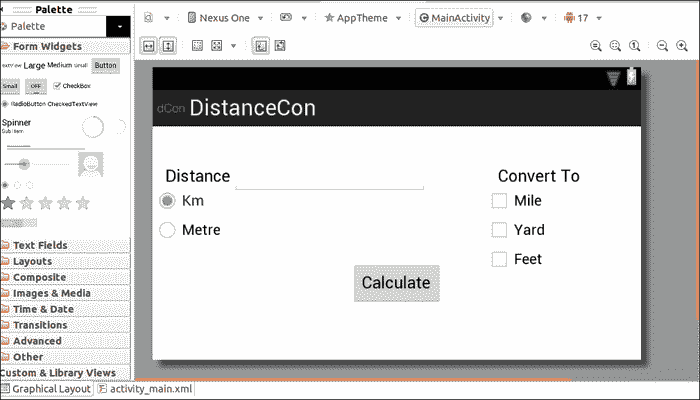 Palette
Palette
Nexus One
AppTheme
MainActivity
17
Form Widgets
TextView Large Medium Small Button
Small OFF CheckBox
RadioButton CheckedTextView
Spinner
Sub Item
Text Fields
Layouts
Composite
Images & Media
Time & Date
Transitions
Advanced
Other
Custom & Library Views
Graphical Layout
activity_main.xml
dCon DistanceCon
Distance
Km
Metre
Convert To
Mile
Yard
Feet
Calculate